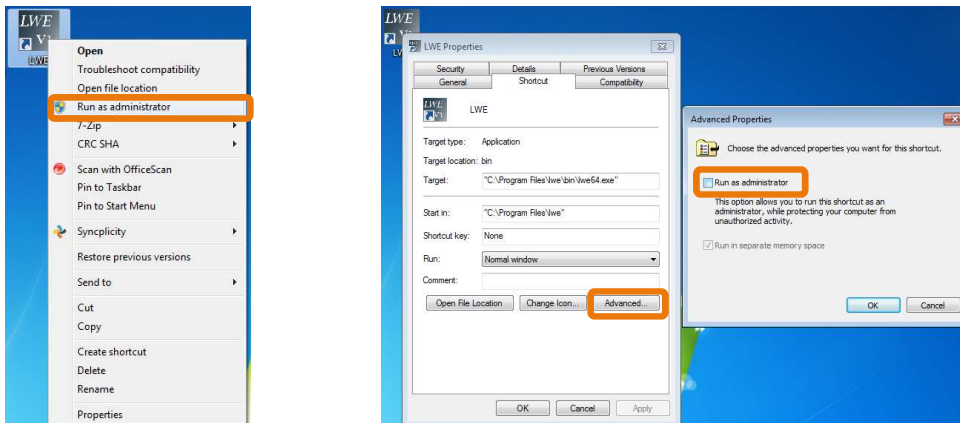 LWE
V1
LWE
Open
Troubleshoot compatibility
Open file location
Run as administrator
7-Zip
CRC SHA
Scan with OfficeScan
Pin to Taskbar
Pin to Start Menu
Syncplicity
Restore previous versions
Send to
Cut
Copy
Create shortcut
Delete
Rename
Properties
LWE
LWE Properties
Security Details Previous Versions
General Shortcut Compatibility
LWE
V1
LWE
Target type: Application
Target location: bin
Target: "C:\Program Files\lwe\bin\lwe64.exe"
Start in: "C:\Program Files\lwe"
Shortcut key: None
Run: Normal window
Comment:
Open File Location Change Icon... Advanced...
OK Cancel Apply
Advanced Properties
Choose the advanced properties you want for this shortcut.
Run as administrator
This option allows you to run this shortcut as an
administrator, while protecting your computer from
unauthorized activity.
Run in separate memory space
OK Cancel